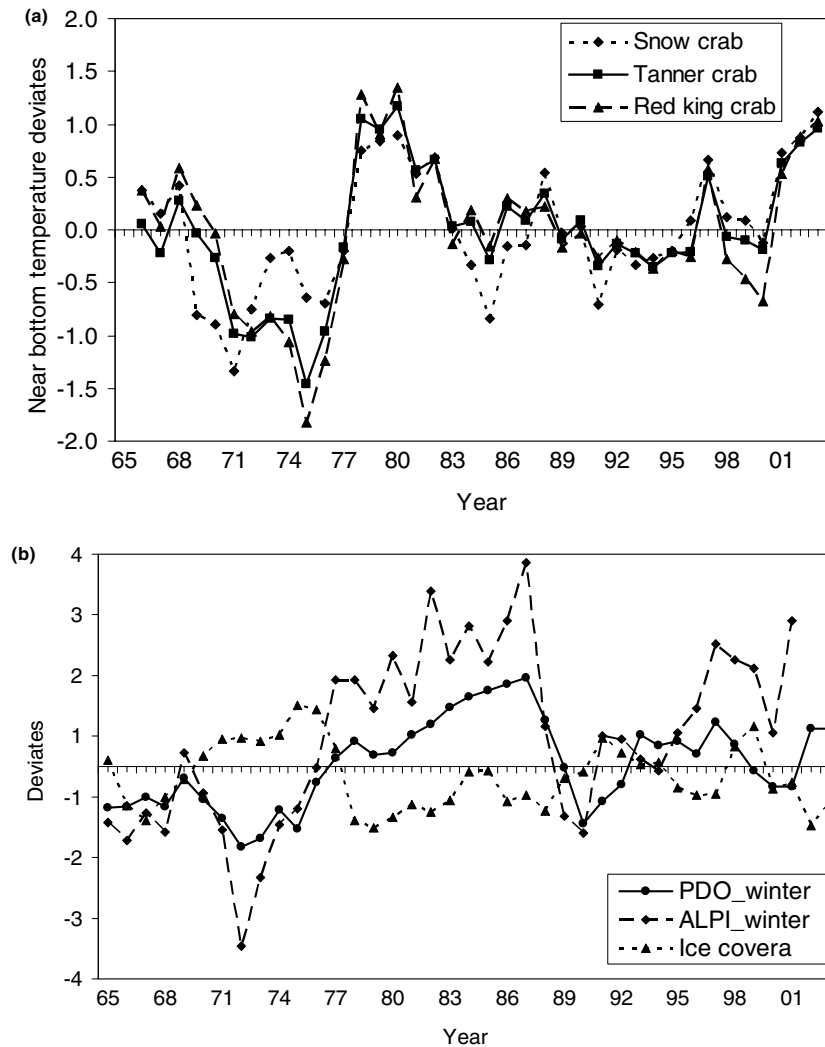 (a)
2.0
1.5
1.0
0.5
0.0
-0.5
-1.0
-1.5
-2.0
Near bottom temperature deviates
Snow crab
Tanner crab
Red king crab
65 68 71 74 77 80 83 86 89 92 95 98 01
Year
(b)
4
3
2
1
-1
-2
-3
-4
Deviates
PDO_winter
ALPI_winter
Ice covera
65 68 71 74 77 80 83 86 89 92 95 98 01
Year